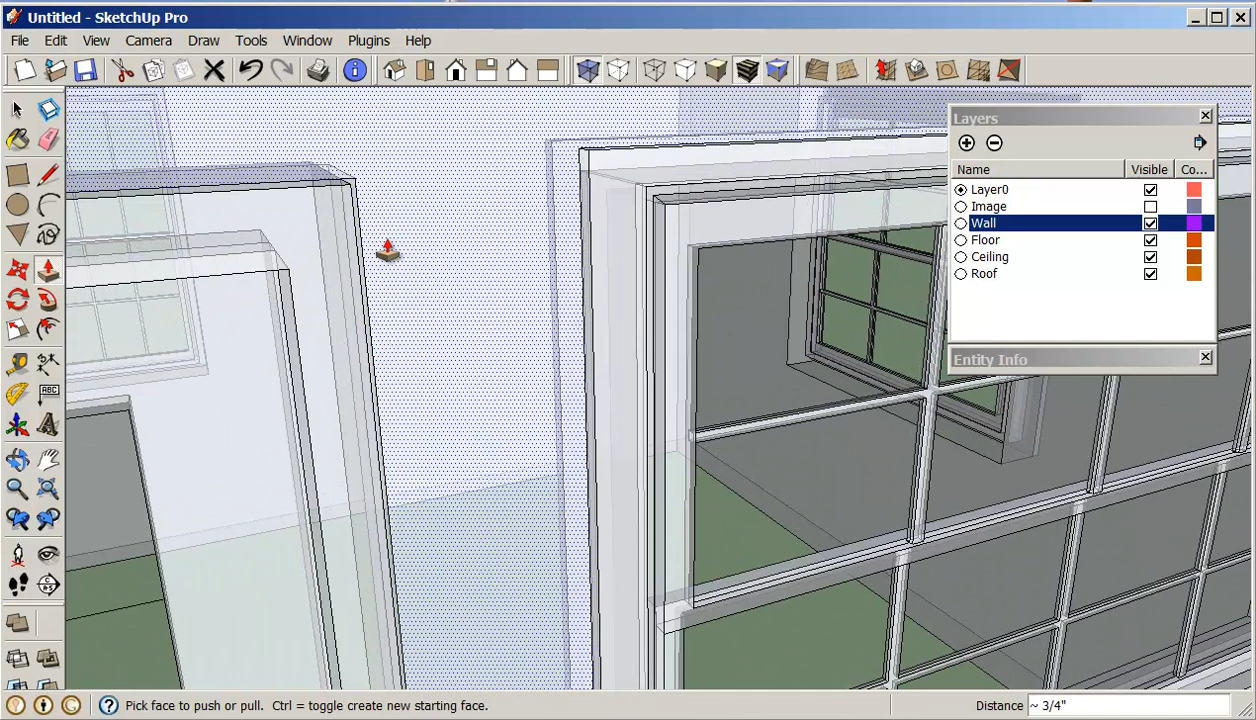 Untitled - SketchUp Pro
File Edit View Camera Draw Tools Window Plugins Help
Layers
Name Visible Co...
Layer0
Image
Wall
Floor
Ceiling
Roof
Entity Info
ABC
Pick face to push or pull. Ctrl = toggle create new starting face. Distance ~ 3/4"